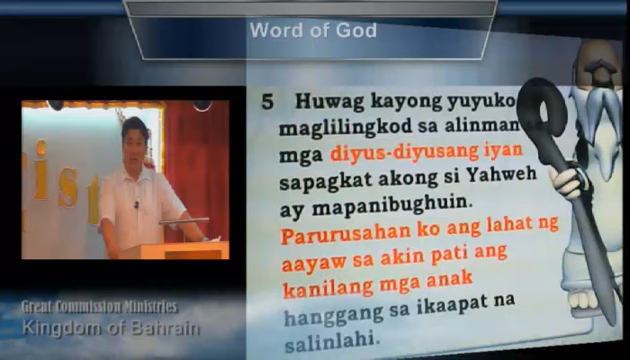 Word of God
5 Huwag kayong yuyuko
maglilingkod sa alinman
mga diyus-diyusang iyan
sapagkat akong si Yahweh
ay mapanibughuin.
Parurusahan ko ang lahat ng
aayaw sa akin pati ang
kanilang mga anak
hanggang sa ikaapat na
salinlahi.
ist
Great Commission Ministries
Kingdom of Bahrain